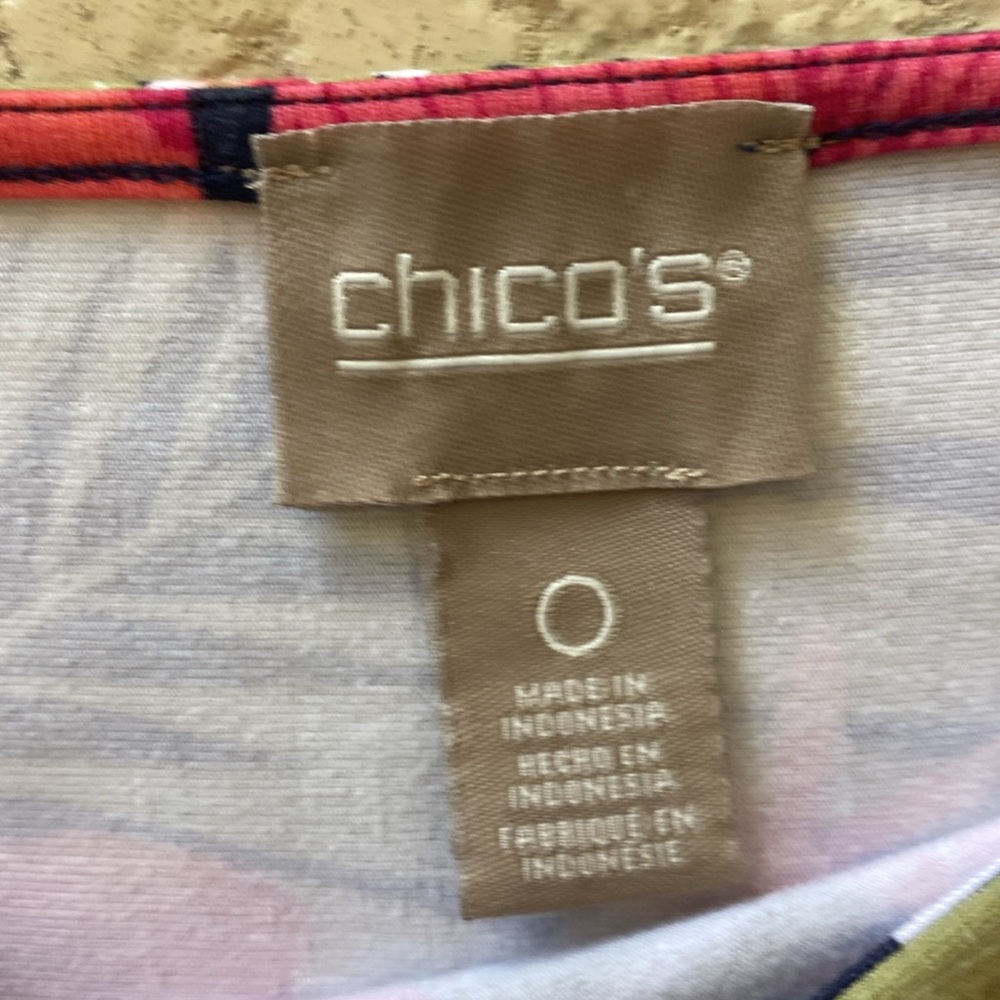 chico's®
0
MADE IN
INDONESIA
HECHO EN
INDONESIA
FABRIQUÉ EN
INDONÉSIE